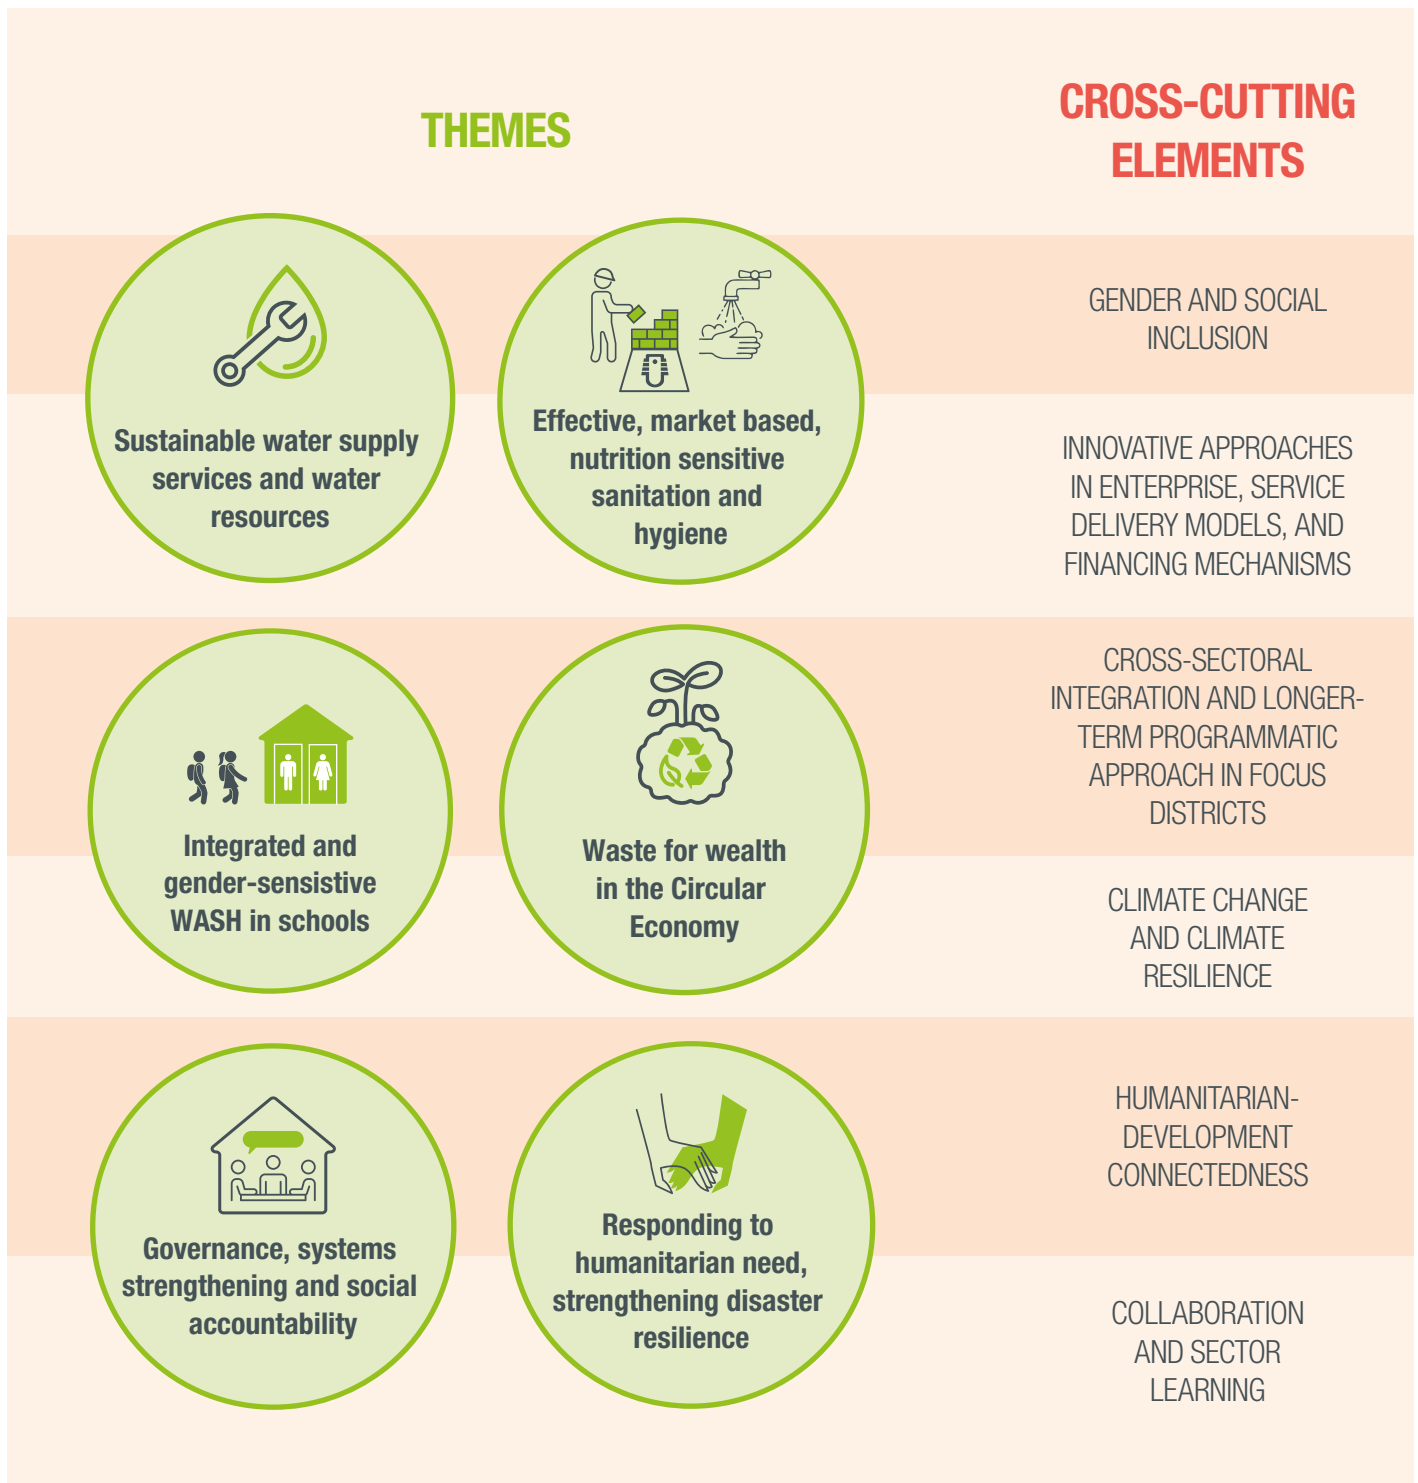 THEMES
CROSS-CUTTING
ELEMENTS
Sustainable water supply
services and water
resources
Effective, market based,
nutrition sensitive
sanitation and
hygiene
GENDER AND SOCIAL
INCLUSION
INNOVATIVE APPROACHES
IN ENTERPRISE, SERVICE
DELIVERY MODELS, AND
FINANCING MECHANISMS
Integrated and
gender-sensistive
WASH in schools
Waste for wealth
in the Circular
Economy
CROSS-SECTORAL
INTEGRATION AND LONGER-
TERM PROGRAMMATIC
APPROACH IN FOCUS
DISTRICTS
CLIMATE CHANGE
AND CLIMATE
RESILIENCE
Governance, systems
strengthening and social
accountability
Responding to
humanitarian need,
strengthening disaster
resilience
HUMANITARIAN-
DEVELOPMENT
CONNECTEDNESS
COLLABORATION
AND SECTOR
LEARNING